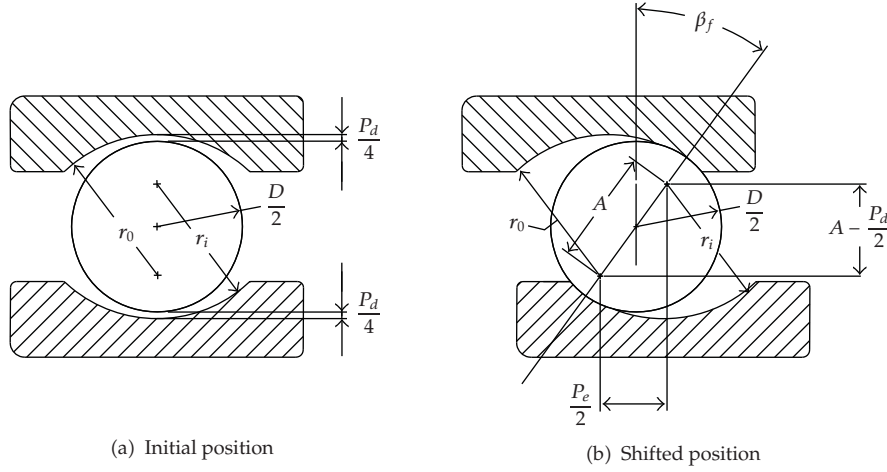 P_d/4
D/2
r_0
r_i
P_d/4
(a) Initial position
β_f
A
D/2
r_0
r_i
A − P_d/2
P_e/2
(b) Shifted position